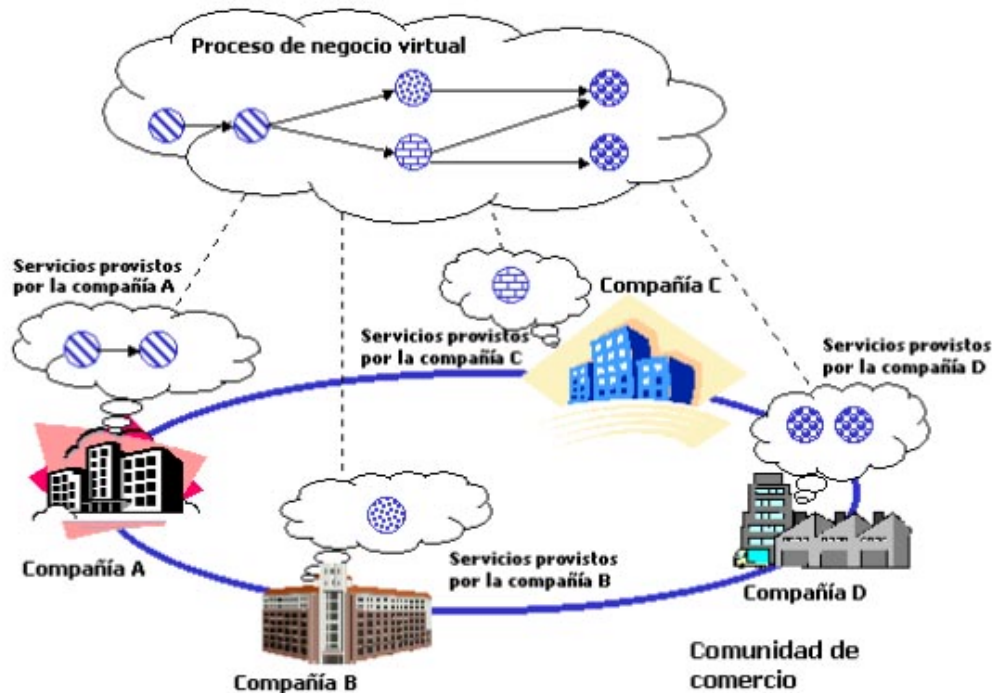 Proceso de negocio virtual
Servicios provistos
por la compañía A
Compañía C
Servicios provistos
por la compañía C
Servicios provistos
por la compañía D
Compañía A
Servicios provistos
por la compañía B
Compañía D
Compañía B
Comunidad de
comercio